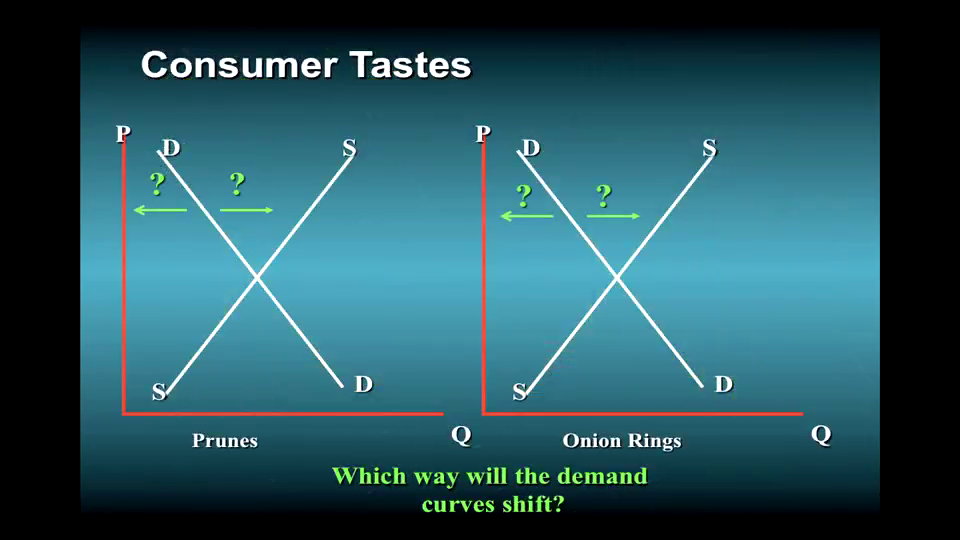 Consumer Tastes
P
D
S
?
?
S
D
Q
Prunes
P
D
S
?
?
S
D
Q
Onion Rings
Which way will the demand
curves shift?